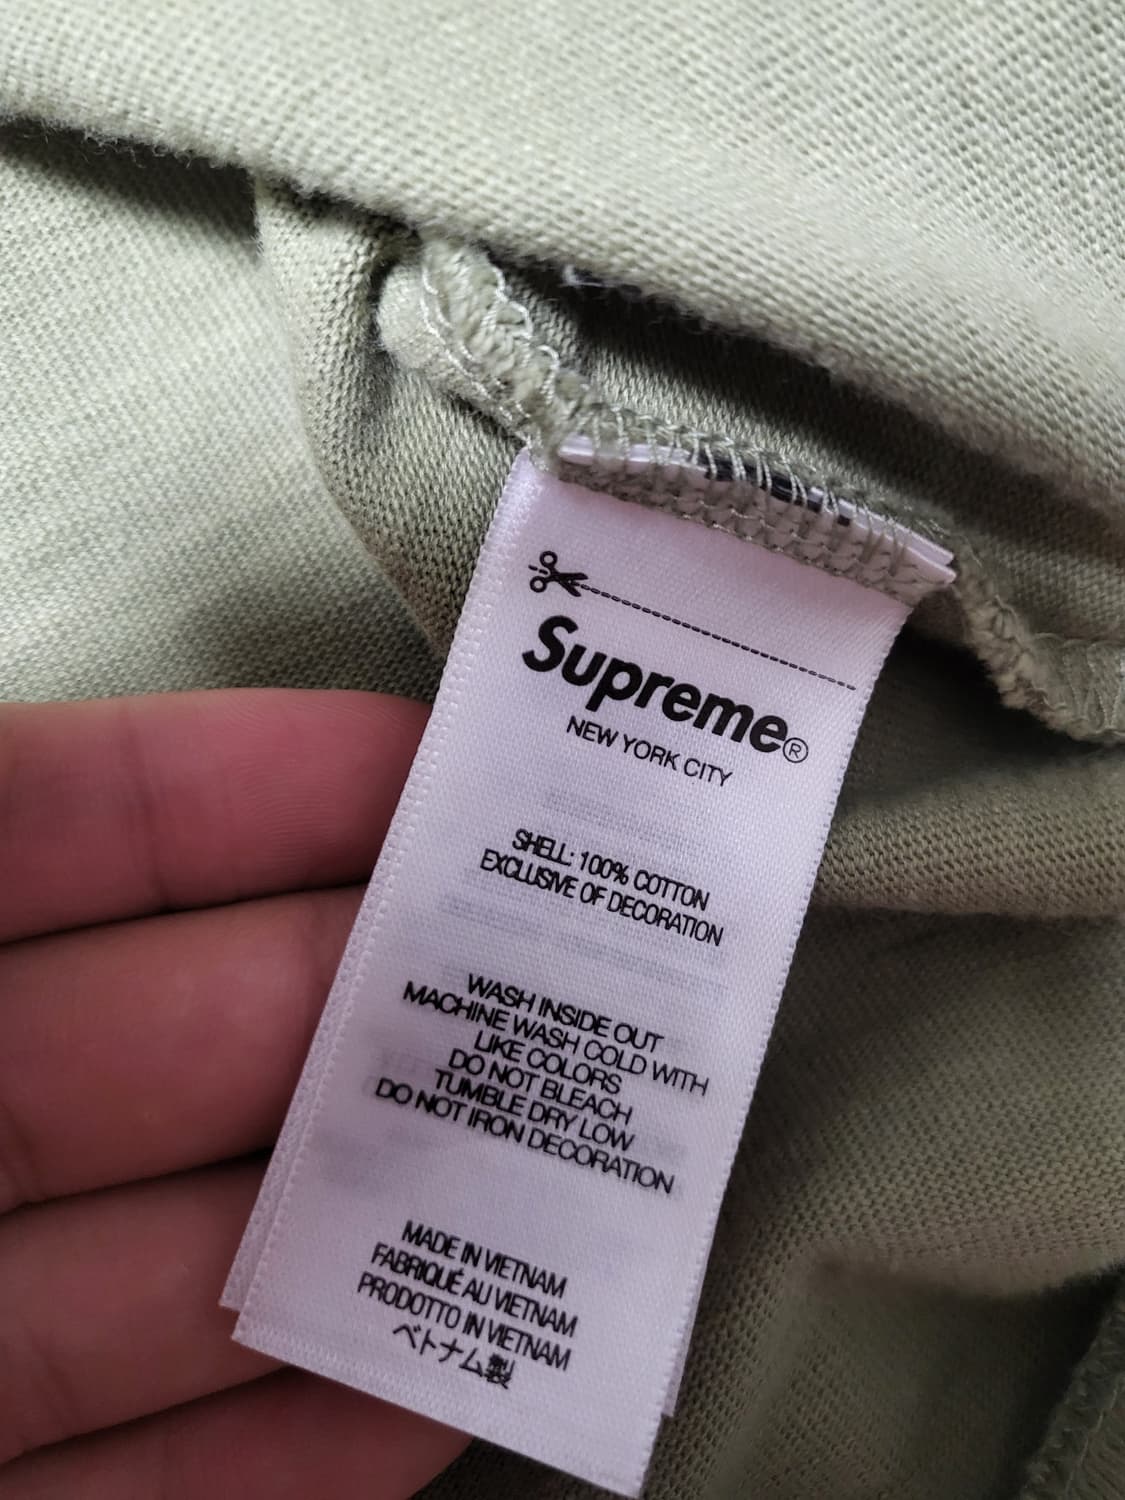 Supreme®
NEW YORK CITY
SHELL: 100% COTTON
EXCLUSIVE OF DECORATION
WASH INSIDE OUT
MACHINE WASH COLD WITH
LIKE COLORS
DO NOT BLEACH
TUMBLE DRY LOW
DO NOT IRON DECORATION
MADE IN VIETNAM
FABRIQUÉ AU VIETNAM
PRODOTTO IN VIETNAM
ベトナム製